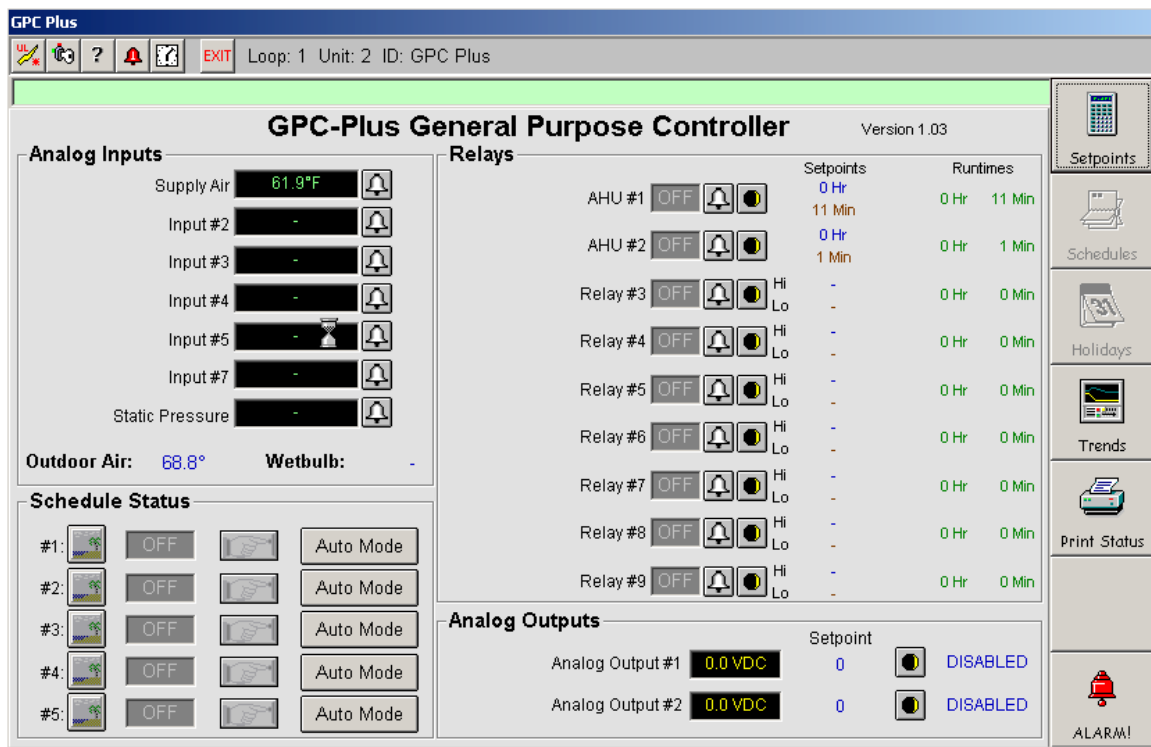 GPC Plus
UL ? EXIT Loop: 1 Unit: 2 ID: GPC Plus
GPC-Plus General Purpose Controller Version 1.03
Analog Inputs
Supply Air 61.9°F
Input #2 -
Input #3 -
Input #4 -
Input #5 -
Input #7 -
Static Pressure -
Outdoor Air: 68.8° Wetbulb: -
Schedule Status
#1: OFF Auto Mode
#2: OFF Auto Mode
#3: OFF Auto Mode
#4: OFF Auto Mode
#5: OFF Auto Mode
Relays
Setpoints Runtimes
AHU #1 OFF 0 Hr 11 Min 0 Hr 11 Min
AHU #2 OFF 0 Hr 1 Min 0 Hr 1 Min
Relay #3 OFF Hi - Lo - 0 Hr 0 Min
Relay #4 OFF Hi - Lo - 0 Hr 0 Min
Relay #5 OFF Hi - Lo - 0 Hr 0 Min
Relay #6 OFF Hi - Lo - 0 Hr 0 Min
Relay #7 OFF Hi - Lo - 0 Hr 0 Min
Relay #8 OFF Hi - Lo - 0 Hr 0 Min
Relay #9 OFF Hi - Lo - 0 Hr 0 Min
Analog Outputs
Setpoint
Analog Output #1 0.0 VDC 0 DISABLED
Analog Output #2 0.0 VDC 0 DISABLED
Setpoints
Schedules
31
Holidays
Trends
Print Status
ALARM!